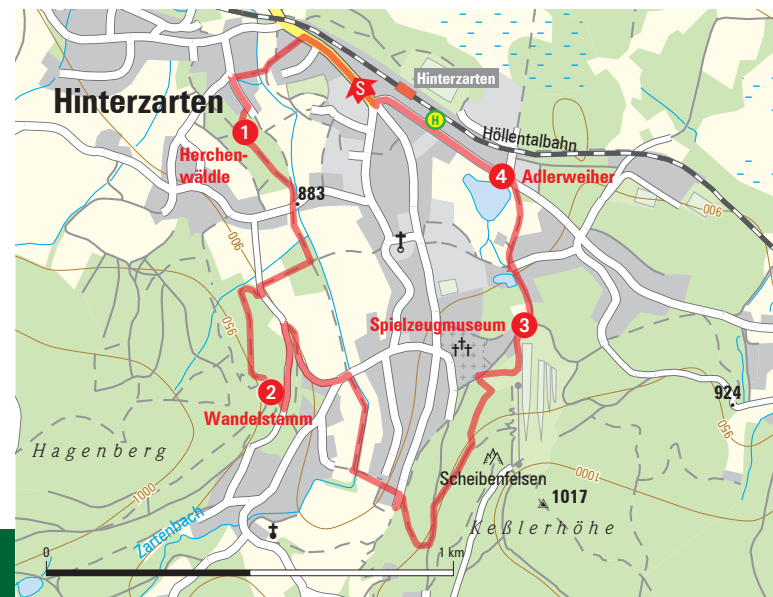 Hinterzarten
S
Hinterzarten
H
Höllentalbahn
1
Herchen-
wäldle
4
Adlerweiher
883
900
900
950
Spielzeugmuseum
3
2
Wandelstamm
924
950
Hagenberg
Scheibenfelsen
1000
1017
1000
Keßlerhöhe
Zartenbach
0
1 km